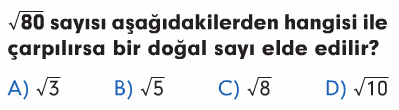 √80 sayısı aşağıdakilerden hangisi ile
çarpılırsa bir doğal sayı elde edilir?
A) √3 B) √5 C) √8 D) √10